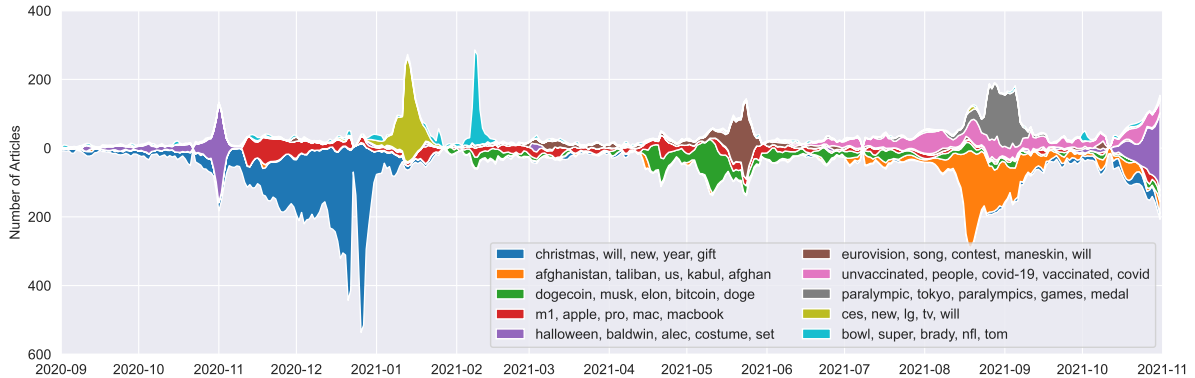 400
200
0
200
400
600
Number of Articles
christmas, will, new, year, gift
afghanistan, taliban, us, kabul, afghan
dogecoin, musk, elon, bitcoin, doge
m1, apple, pro, mac, macbook
halloween, baldwin, alec, costume, set
eurovision, song, contest, maneskin, will
unvaccinated, people, covid-19, vaccinated, covid
paralympic, tokyo, paralympics, games, medal
ces, new, lg, tv, will
bowl, super, brady, nfl, tom
2020-09 2020-10 2020-11 2020-12 2021-01 2021-02 2021-03 2021-04 2021-05 2021-06 2021-07 2021-08 2021-09 2021-10 2021-11